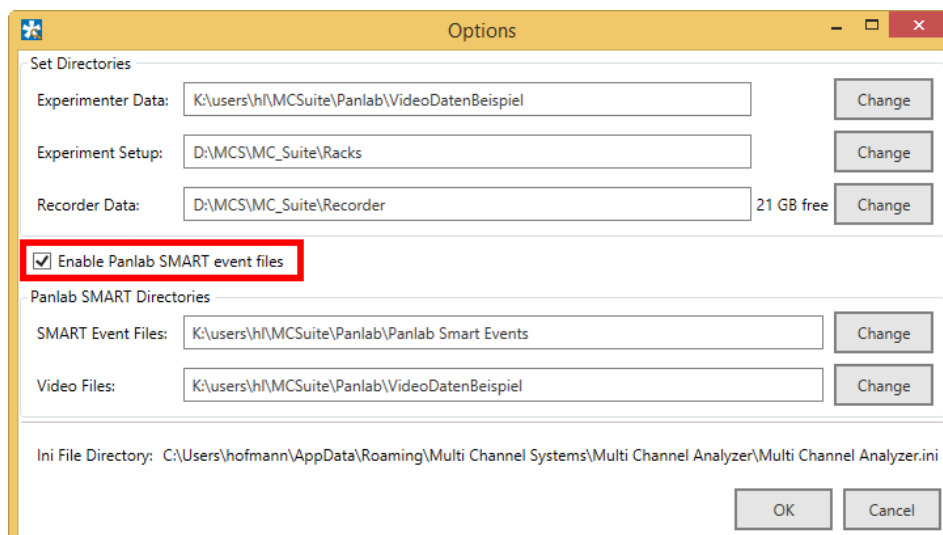 Options
Set Directories
Experimenter Data: K:\users\hl\MCSuite\Panlab\VideoDatenBeispiel Change
Experiment Setup: D:\MCS\MC_Suite\Racks Change
Recorder Data: D:\MCS\MC_Suite\Recorder 21 GB free Change
Enable Panlab SMART event files
Panlab SMART Directories
SMART Event Files: K:\users\hl\MCSuite\Panlab\Panlab Smart Events Change
Video Files: K:\users\hl\MCSuite\Panlab\VideoDatenBeispiel Change
Ini File Directory: C:\Users\hofmann\AppData\Roaming\Multi Channel Systems\Multi Channel Analyzer\Multi Channel Analyzer.ini
OK Cancel